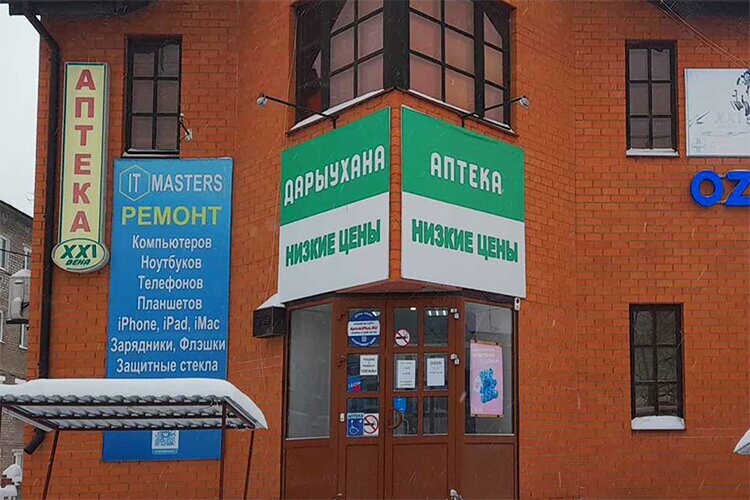 АПТЕКА
XXI
ВЕКА
IT MASTERS
РЕМОНТ
Компьютеров
Ноутбуков
Телефонов
Планшетов
iPhone, iPad, iMac
Зарядники, Флэшки
Защитные стекла
ДАРЫУХАНА
НИЗКИЕ ЦЕНЫ
АПТЕКА
НИЗКИЕ ЦЕНЫ
OZ